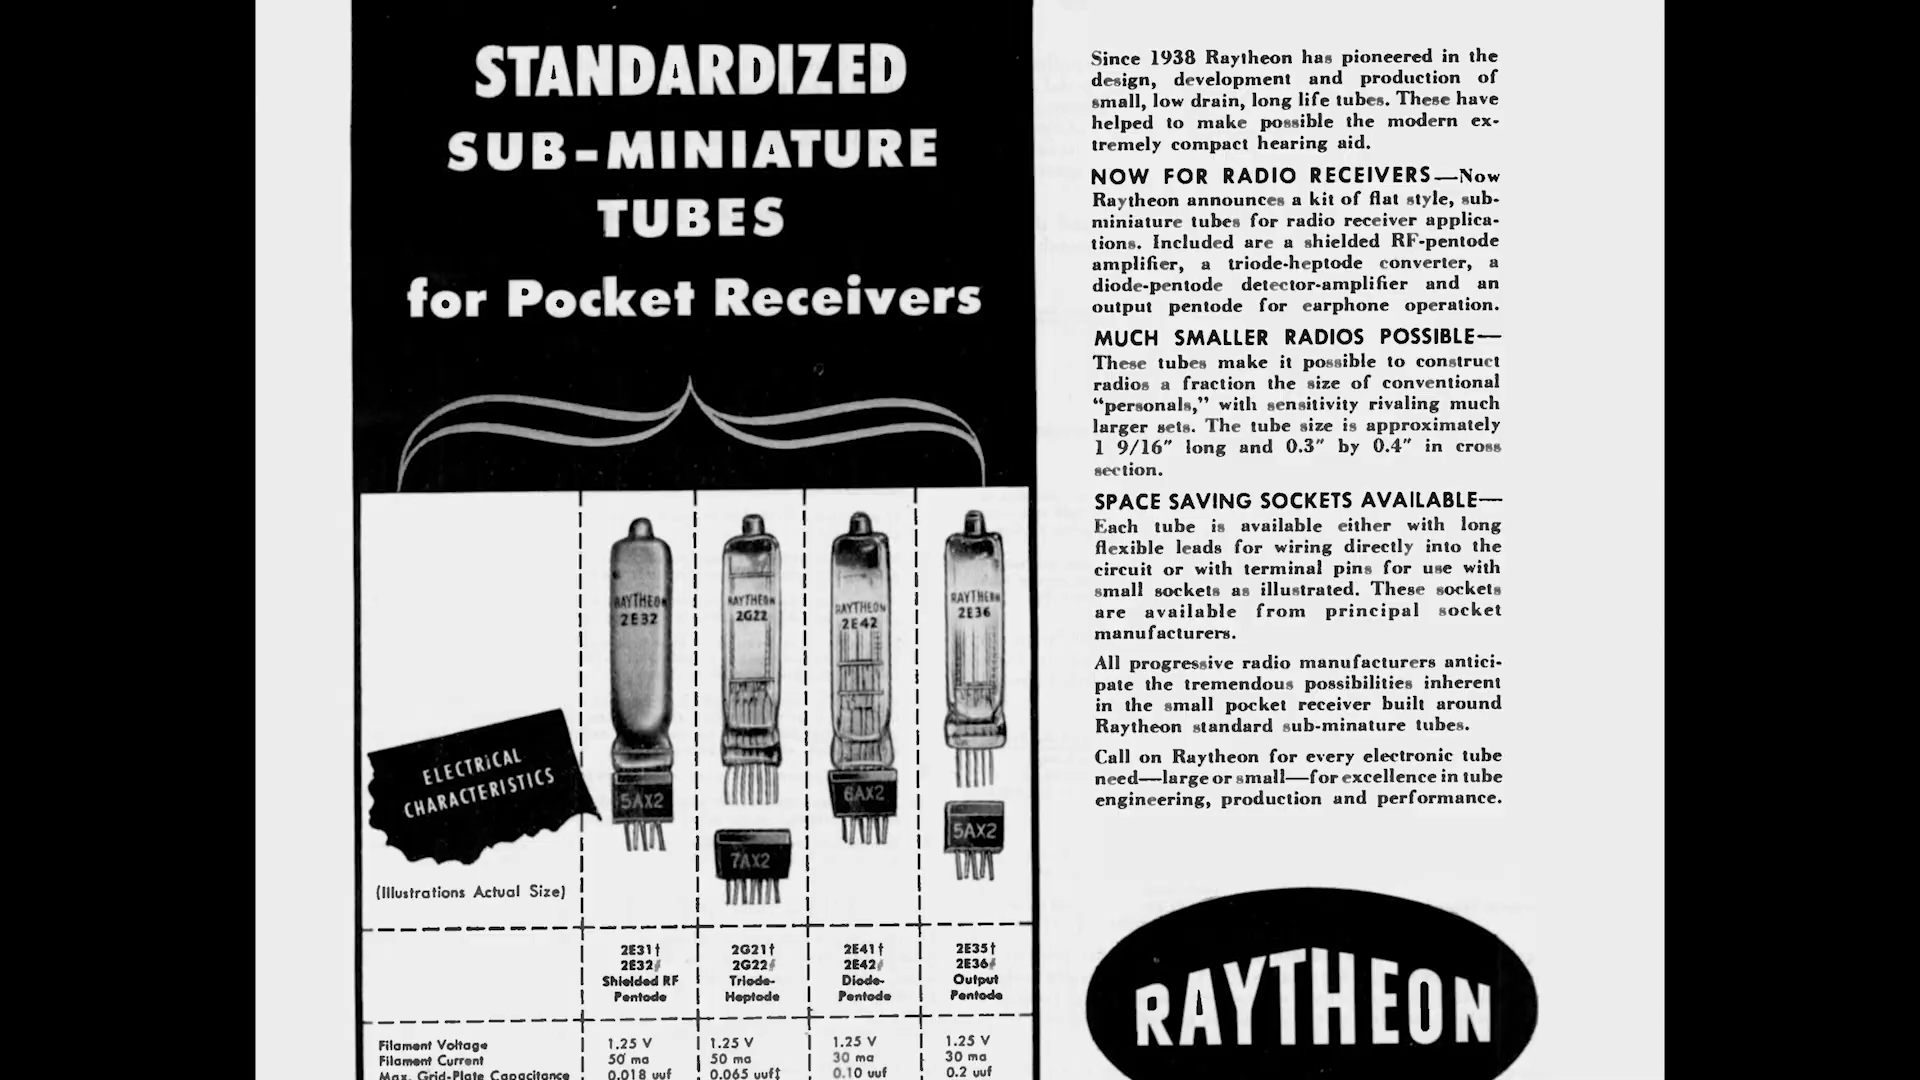 STANDARDIZED
SUB-MINIATURE
TUBES
for Pocket Receivers
RAYTHEON
2E32
RAYTHEON
2G22
RAYTHEON
2E42
RAYTHEON
2E36
5AX2
7AX2
6AX2
5AX2
ELECTRICAL
CHARACTERISTICS
(Illustrations Actual Size)
2E31† 2G21† 2E41† 2E35†
2E32 2G22 2E42 2E36
Shielded RF Triode- Diode- Output
Pentode Heptode Pentode Pentode
Filament Voltage 1.25 V 1.25 V 1.25 V 1.25 V
Filament Current 50 ma 50 ma 30 ma 30 ma
Max. Grid-Plate Capacitance 0.018 uuf 0.065 uuf‡ 0.10 uuf 0.2 uuf
Since 1938 Raytheon has pioneered in the
design, development and production of
small, low drain, long life tubes. These have
helped to make possible the modern ex-
tremely compact hearing aid.
NOW FOR RADIO RECEIVERS—Now
Raytheon announces a kit of flat style, sub-
miniature tubes for radio receiver applica-
tions. Included are a shielded RF-pentode
amplifier, a triode-heptode converter, a
diode-pentode detector-amplifier and an
output pentode for earphone operation.
MUCH SMALLER RADIOS POSSIBLE—
These tubes make it possible to construct
radios a fraction the size of conventional
“personals,” with sensitivity rivaling much
larger sets. The tube size is approximately
1 9/16″ long and 0.3″ by 0.4″ in cross
section.
SPACE SAVING SOCKETS AVAILABLE—
Each tube is available either with long
flexible leads for wiring directly into the
circuit or with terminal pins for use with
small sockets as illustrated. These sockets
are available from principal socket
manufacturers.
All progressive radio manufacturers antici-
pate the tremendous possibilities inherent
in the small pocket receiver built around
Raytheon standard sub-minature tubes.
Call on Raytheon for every electronic tube
need—large or small—for excellence in tube
engineering, production and performance.
RAYTHEON